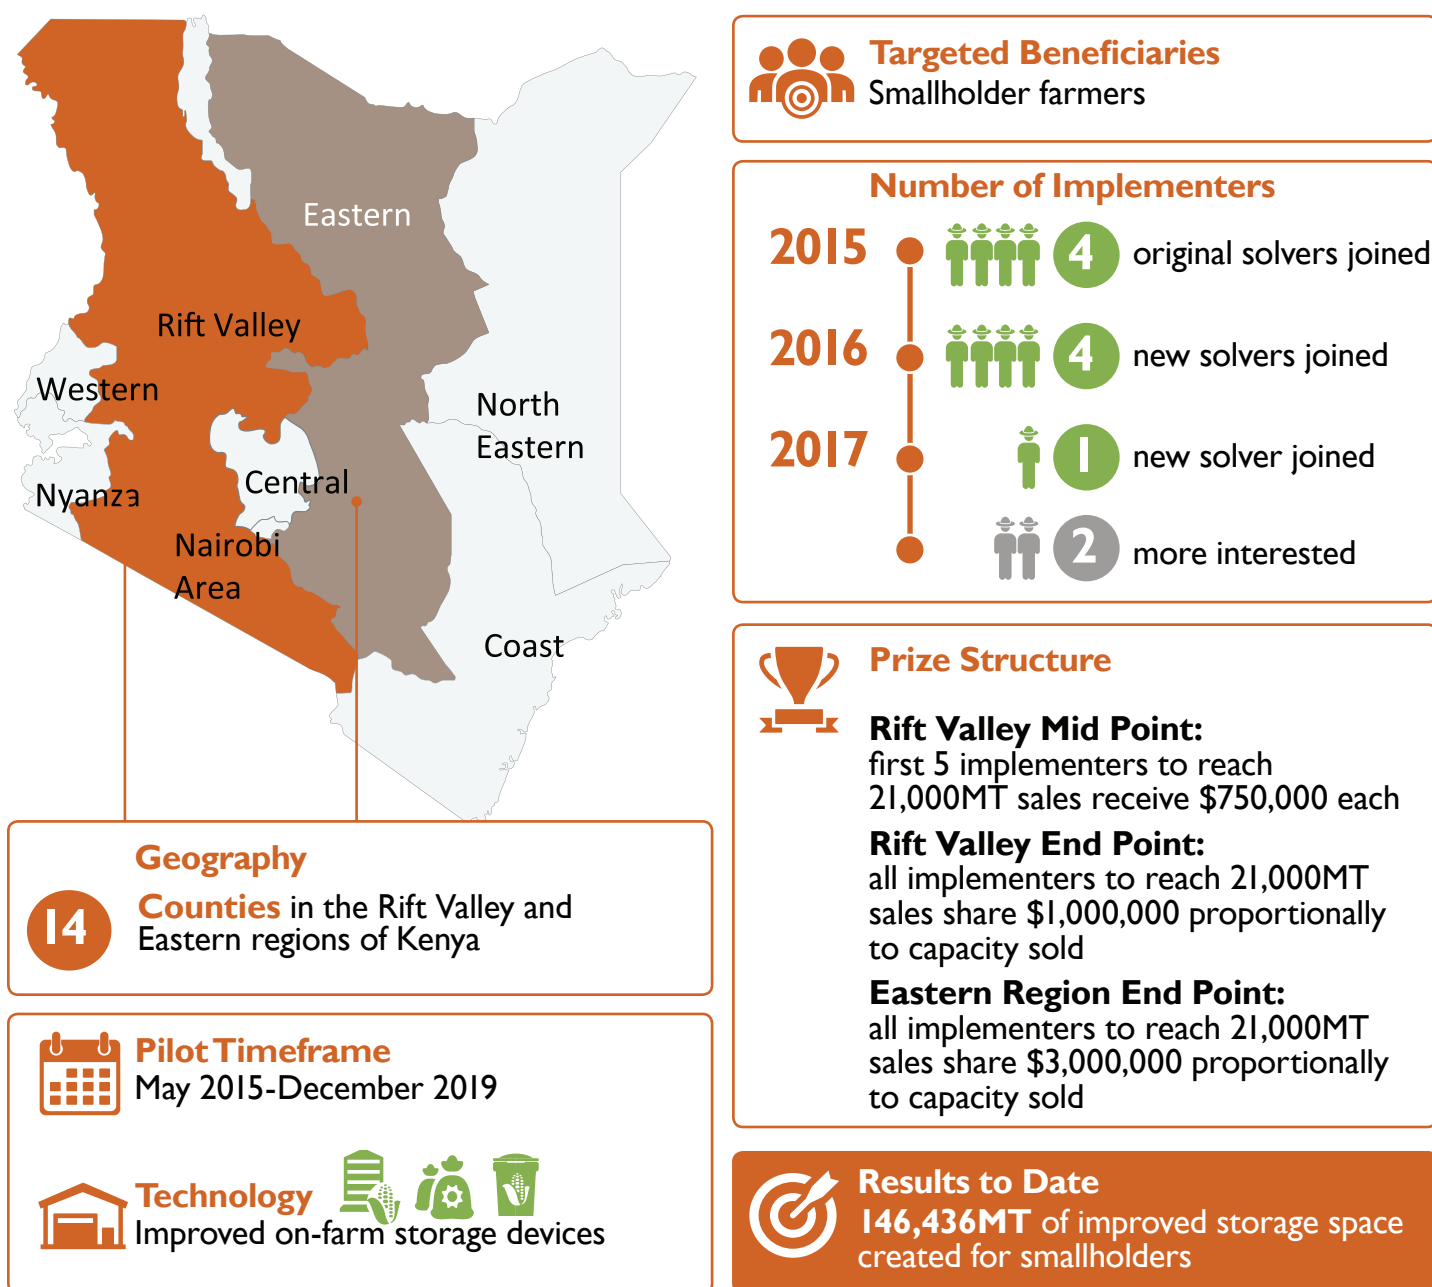 Eastern
Rift Valley
Western
North
Eastern
Central
Nyanza
Nairobi
Area
Coast
Geography
14
Counties in the Rift Valley and
Eastern regions of Kenya
Pilot Timeframe
May 2015-December 2019
Technology
Improved on-farm storage devices
Targeted Beneficiaries
Smallholder farmers
Number of Implementers
2015
4 original solvers joined
2016
4 new solvers joined
2017
1 new solver joined
2 more interested
Prize Structure
Rift Valley Mid Point:
first 5 implementers to reach
21,000MT sales receive $750,000 each
Rift Valley End Point:
all implementers to reach 21,000MT
sales share $1,000,000 proportionally
to capacity sold
Eastern Region End Point:
all implementers to reach 21,000MT
sales share $3,000,000 proportionally
to capacity sold
Results to Date
146,436MT of improved storage space
created for smallholders